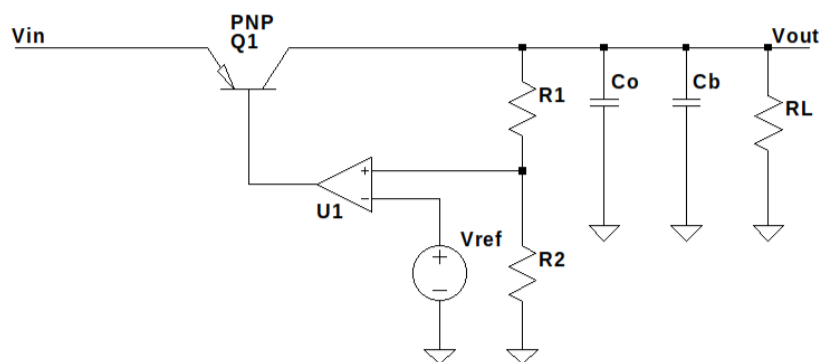 PNP
Vin
Q1
Vout
R1
Co
Cb
RL
+
-
U1
Vref
+
-
R2